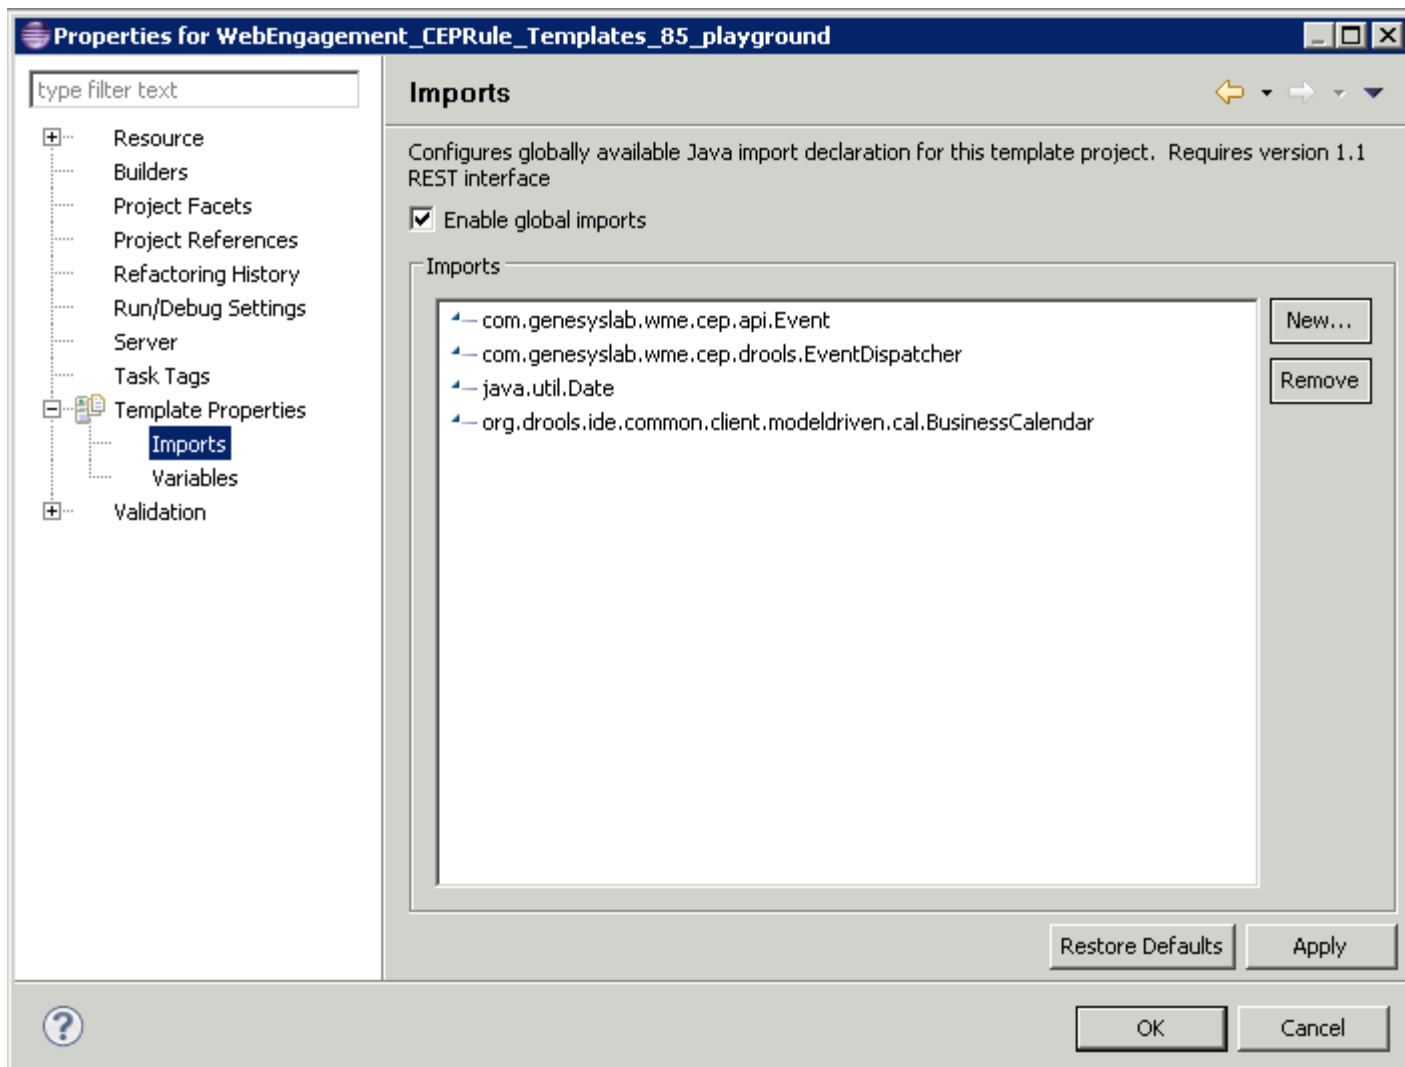 Properties for WebEngagement_CEPRule_Templates_85_playground
type filter text
Resource
Builders
Project Facets
Project References
Refactoring History
Run/Debug Settings
Server
Task Tags
Template Properties
Imports
Variables
Validation
Imports
Configures globally available Java import declaration for this template project.  Requires version 1.1
REST interface
Enable global imports
Imports
com.genesyslab.wme.cep.api.Event
com.genesyslab.wme.cep.drools.EventDispatcher
java.util.Date
org.drools.ide.common.client.modeldriven.cal.BusinessCalendar
New...
Remove
Restore Defaults
Apply
?
OK
Cancel